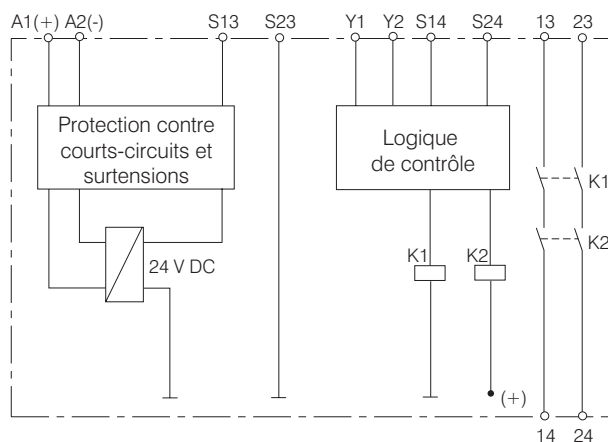 A1(+) A2(-) S13 S23 Y1 Y2 S14 S24 13 23
Protection contre
courts-circuits et
surtensions
Logique
de contrôle
K1
K2
24 V DC
K1 K2
(+)
14 24